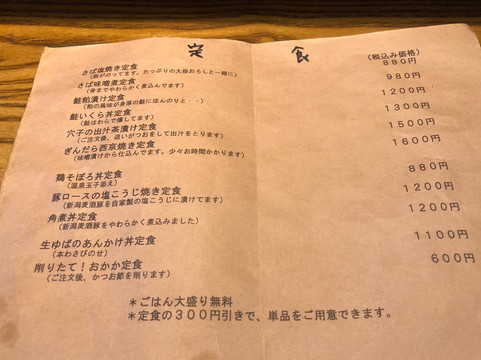 定食
(税込み価格)
さば塩焼き定食 880円
(脂がのってます。たっぷりの大根おろしと一緒に)
さば味噌煮定食 980円
(骨までやわらかく煮込んでます)
鮭粕漬け定食 1200円
(粕の風味が身厚の鮭にほんのりと・・)
鮭いくら丼定食 1300円
(鮭はわらで燻してます)
穴子の出汁茶漬け定食 1500円
(ご注文後、追いがつおをして出汁をとります)
ぎんだら西京焼き定食 1600円
(味噌漬けから仕込んでます。少々お時間かかります)
鶏そぼろ丼定食 880円
(温泉玉子添え)
豚ロースの塩こうじ焼き定食 1200円
(新潟麦酒豚を自家製の塩こうじに漬けてます)
角煮丼定食 1200円
(新潟麦酒豚をやわらかく煮込みました)
生ゆばのあんかけ丼定食 1100円
(本わさびのせ)
削りたて!おかか定食 600円
(ご注文後、かつお節を削ります)
*ごはん大盛り無料
*定食の300円引きで、単品をご用意できます。